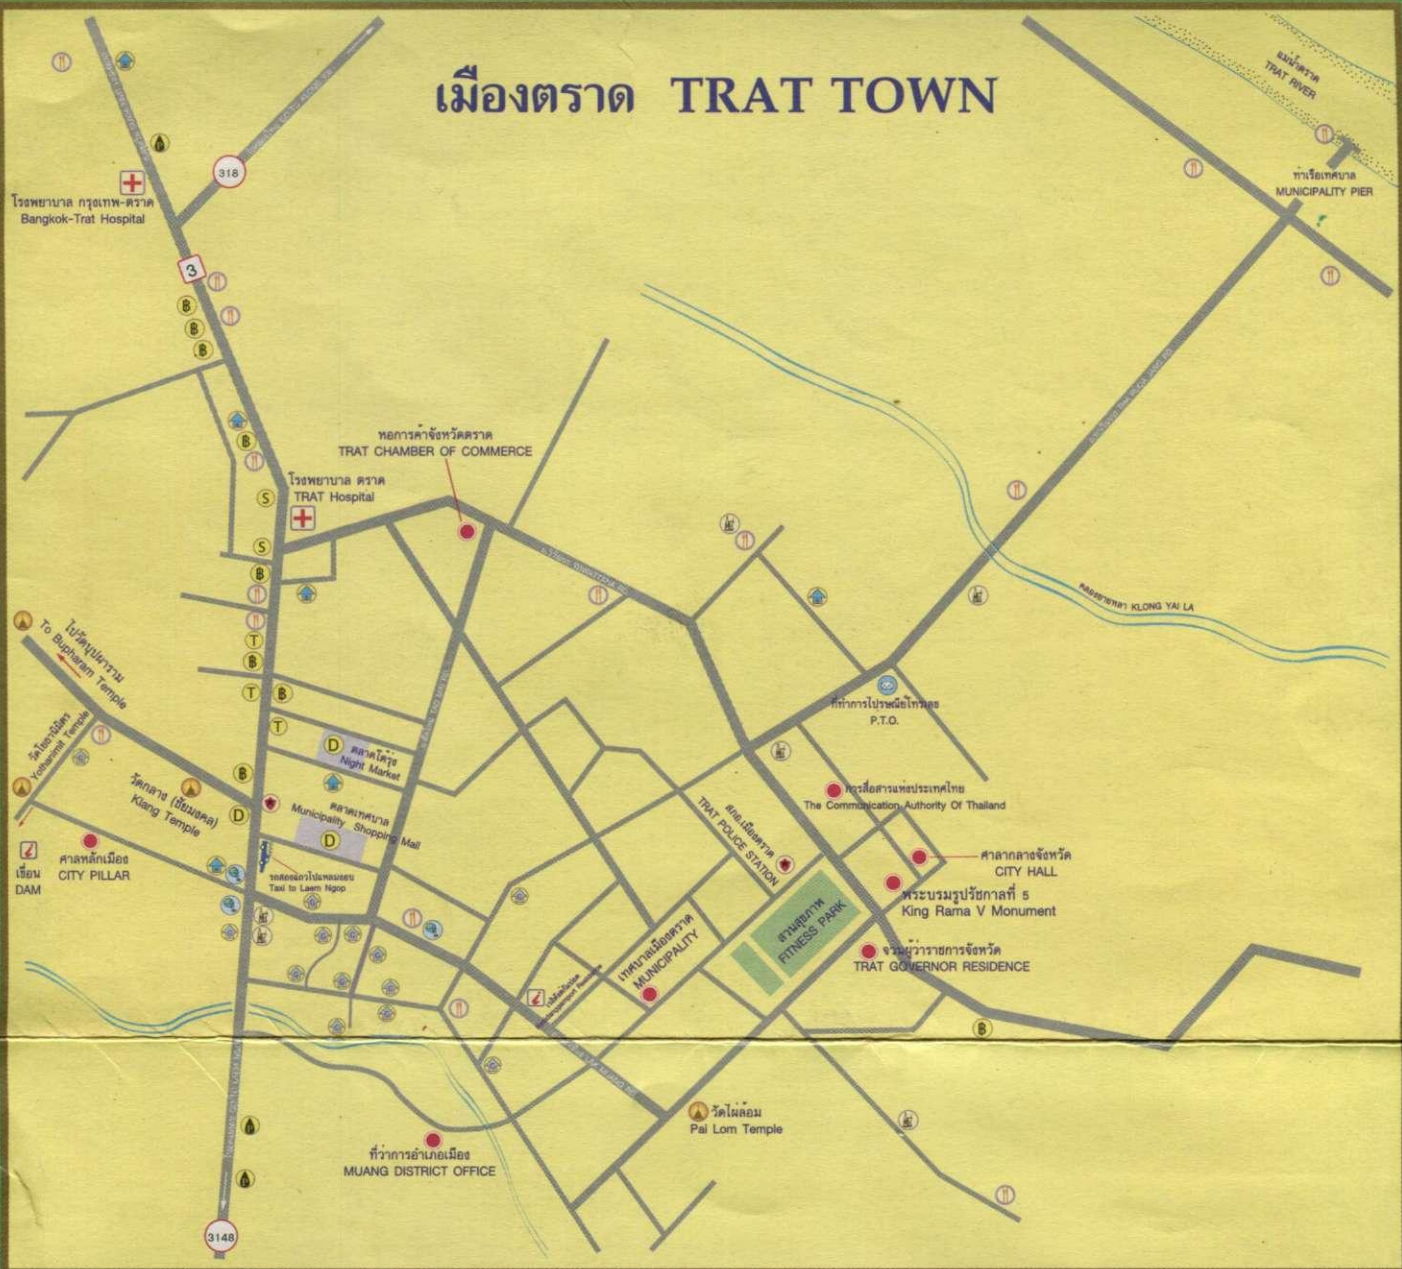 เมืองตราด TRAT TOWN
แม่น้ำตราด
TRAT RIVER
ท่าเรือเทศบาล
MUNICIPALITY PIER
318
โรงพยาบาล กรุงเทพ-ตราด
Bangkok-Trat Hospital
3
หอการค้าจังหวัดตราด
TRAT CHAMBER OF COMMERCE
โรงพยาบาล ตราด
TRAT Hospital
คลองยายหลา KLONG YAI LA
ไปวัดบุปผาราม
To Bupharam Temple
วัดโยธานิมิตร
Yothanimit Temple
ที่ทำการไปรษณีย์โทรเลข
P.T.O.
ตลาดโต้รุ่ง
Night Market
วัดกลาง (ชัยมงคล)
Klang Temple
ตลาดเทศบาล
Municipality Shopping Mall
การสื่อสารแห่งประเทศไทย
The Communication Authority Of Thailand
สภอ.เมืองตราด
TRAT POLICE STATION
ศาลากลางจังหวัด
CITY HALL
เขื่อน
DAM
ศาลหลักเมือง
CITY PILLAR
รถสองแถวไปแหลมงอบ
Taxi to Laem Ngop
พระบรมรูปรัชกาลที่ 5
King Rama V Monument
สวนสุขภาพ
FITNESS PARK
เทศบาลเมืองตราด
MUNICIPALITY
จวนผู้ว่าราชการจังหวัด
TRAT GOVERNOR RESIDENCE
วัดไผ่ล้อม
Pai Lom Temple
ที่ว่าการอำเภอเมือง
MUANG DISTRICT OFFICE
3148